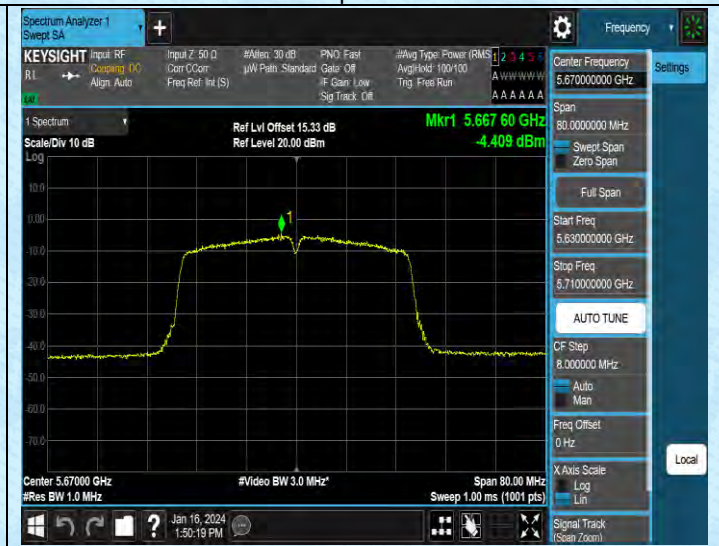 Spectrum Analyzer 1
Swept SA
+
Frequency
KEYSIGHT Input: RF
RL
Coupling: DC
Align: Auto
Input Z: 50 Ω
Corr CCorr
Freq Ref: Int (S)
#Atten: 30 dB
µW Path: Standard
PNO: Fast
Gate: Off
IF Gain: Low
Sig Track: Off
#Avg Type: Power (RMS
Avg|Hold: 100/100
Trig: Free Run
1 2 3 4 5 6
A W W W W W
A A A A A A
1 Spectrum
Scale/Div 10 dB
Ref Lvl Offset 15.33 dB
Ref Level 20.00 dBm
Mkr1 5.667 60 GHz
-4.409 dBm
Log
10.0
0.00
-10.0
-20.0
-30.0
-40.0
-50.0
-60.0
-70.0
1
Center 5.67000 GHz
#Res BW 1.0 MHz
#Video BW 3.0 MHz*
Span 80.00 MHz
Sweep 1.00 ms (1001 pts)
Jan 16, 2024
1:50:19 PM
Center Frequency
5.670000000 GHz
Settings
Span
80.0000000 MHz
Swept Span
Zero Span
Full Span
Start Freq
5.630000000 GHz
Stop Freq
5.710000000 GHz
AUTO TUNE
CF Step
8.000000 MHz
Auto
Man
Freq Offset
0 Hz
X Axis Scale
Log
Lin
Local
Signal Track
(Span Zoom)